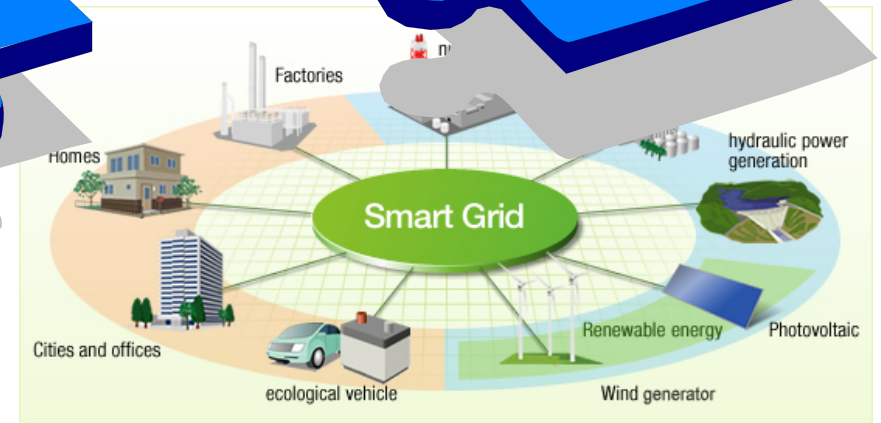 Factories
Homes
hydraulic power
generation
Smart Grid
Renewable energy
Photovoltaic
Cities and offices
ecological vehicle
Wind generator